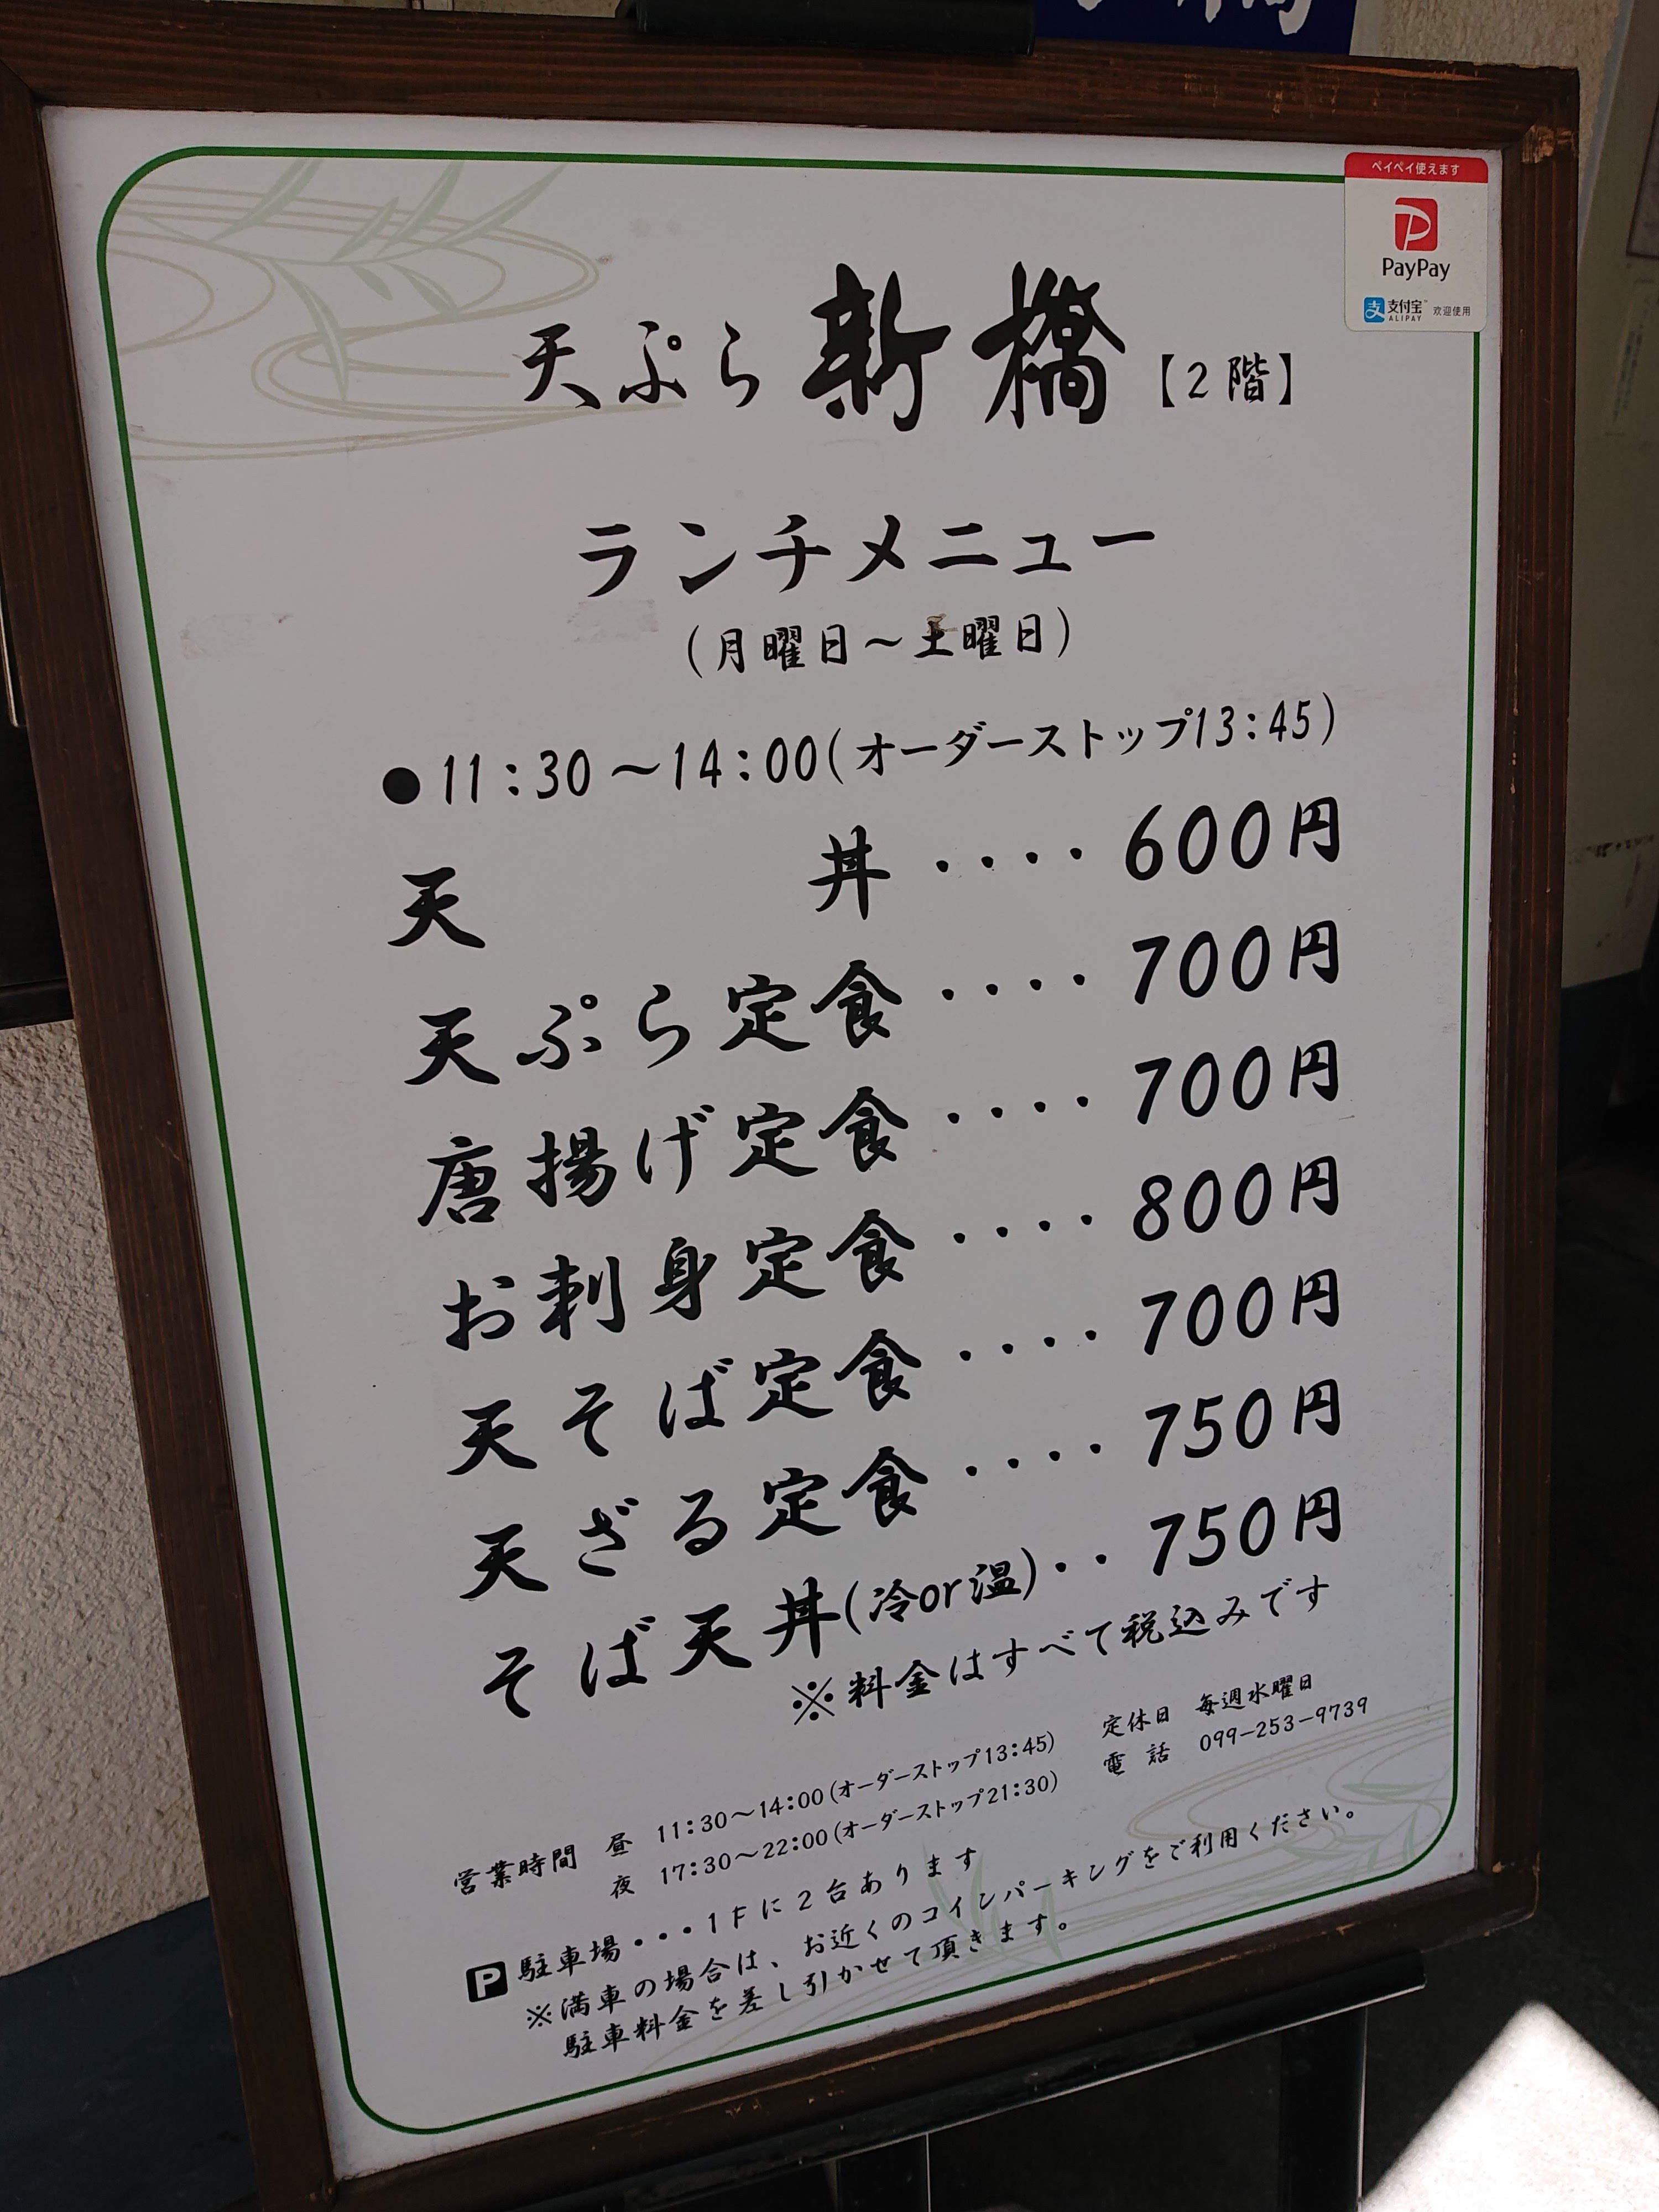 ペイペイ使えます
PayPay
支付宝™ 欢迎使用
ALIPAY
天ぷら新橋【2階】
ランチメニュー
(月曜日～土曜日)
●11:30～14:00(オーダーストップ13:45)
天丼････600円
天ぷら定食････700円
唐揚げ定食････700円
お刺身定食････800円
天そば定食････700円
天ざる定食････750円
そば天丼(冷or温)･･750円
※料金はすべて税込みです
営業時間 昼 11:30～14:00(オーダーストップ13:45) 定休日 毎週水曜日
夜 17:30～22:00(オーダーストップ21:30) 電話 099-253-9739
P 駐車場･･･1Fに2台あります
※満車の場合は、お近くのコインパーキングをご利用ください。
駐車料金を差し引かせて頂きます。